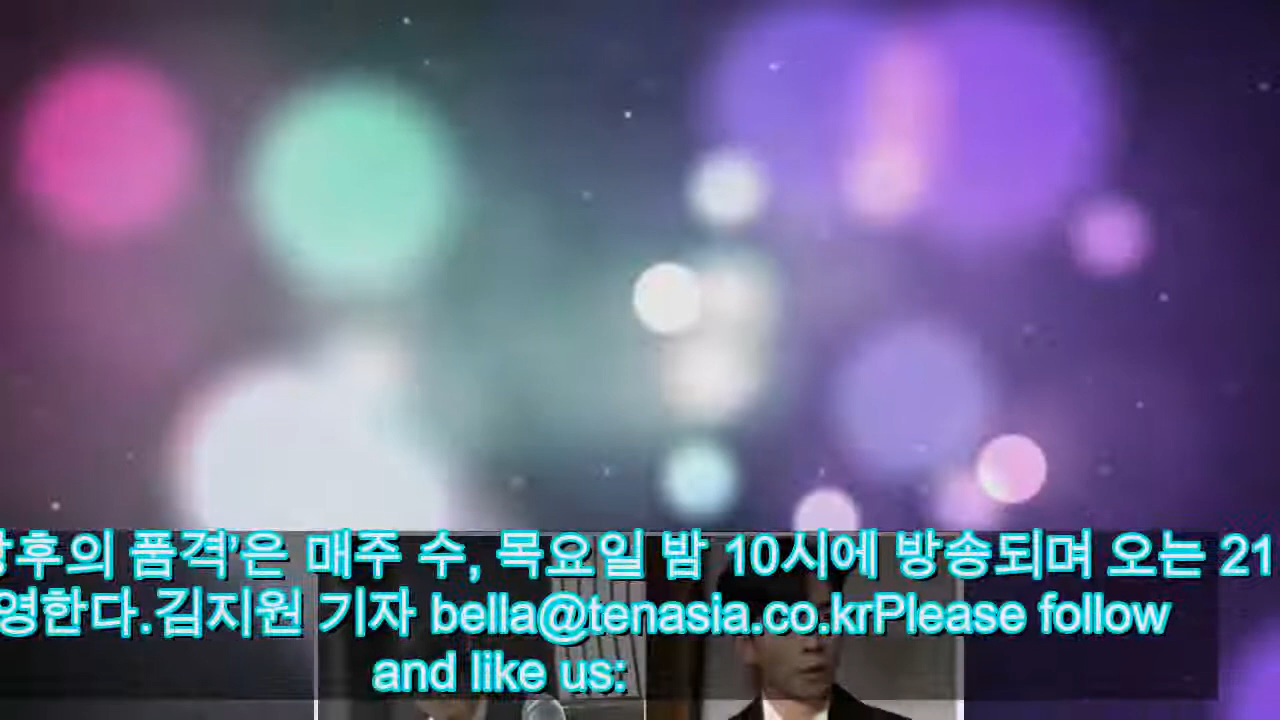 후의 품격’은 매주 수, 목요일 밤 10시에 방송되며 오는 21
영한다.김지원 기자 bella@tenasia.co.krPlease follow
and like us: